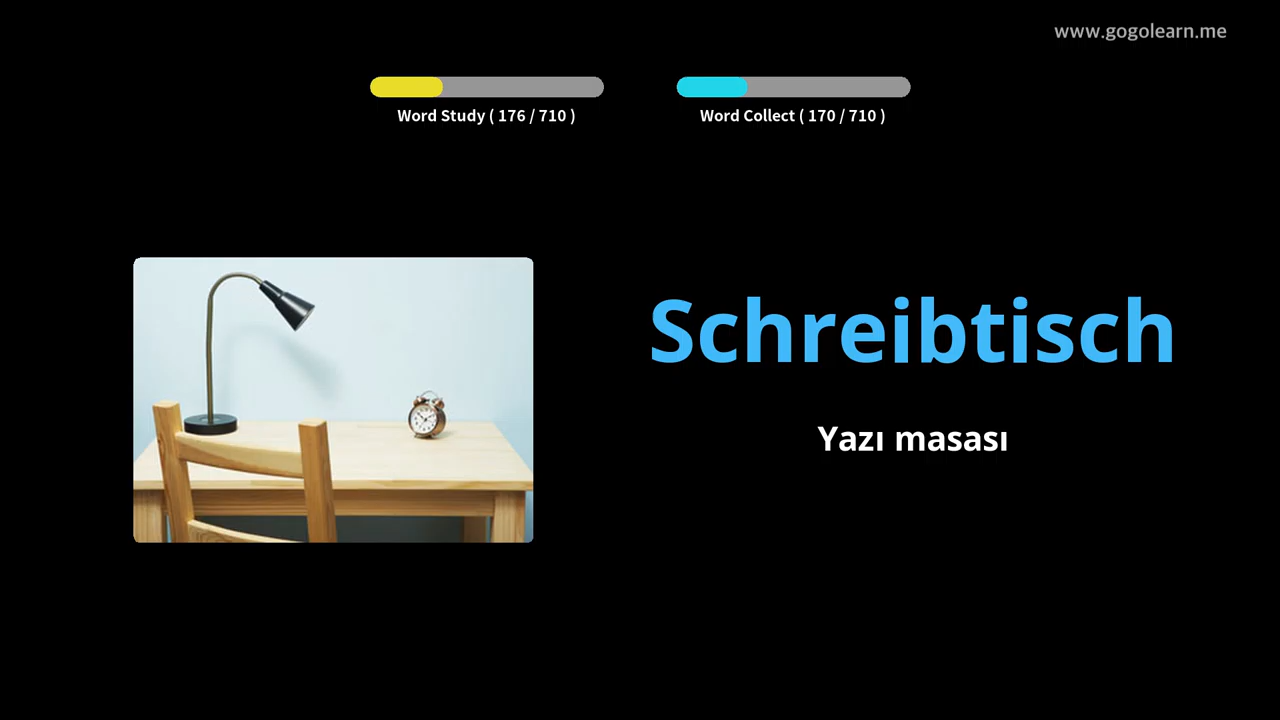 www.gogolearn.me
Word Study ( 176 / 710 )
Word Collect ( 170 / 710 )
Schreibtisch
Yazı masası